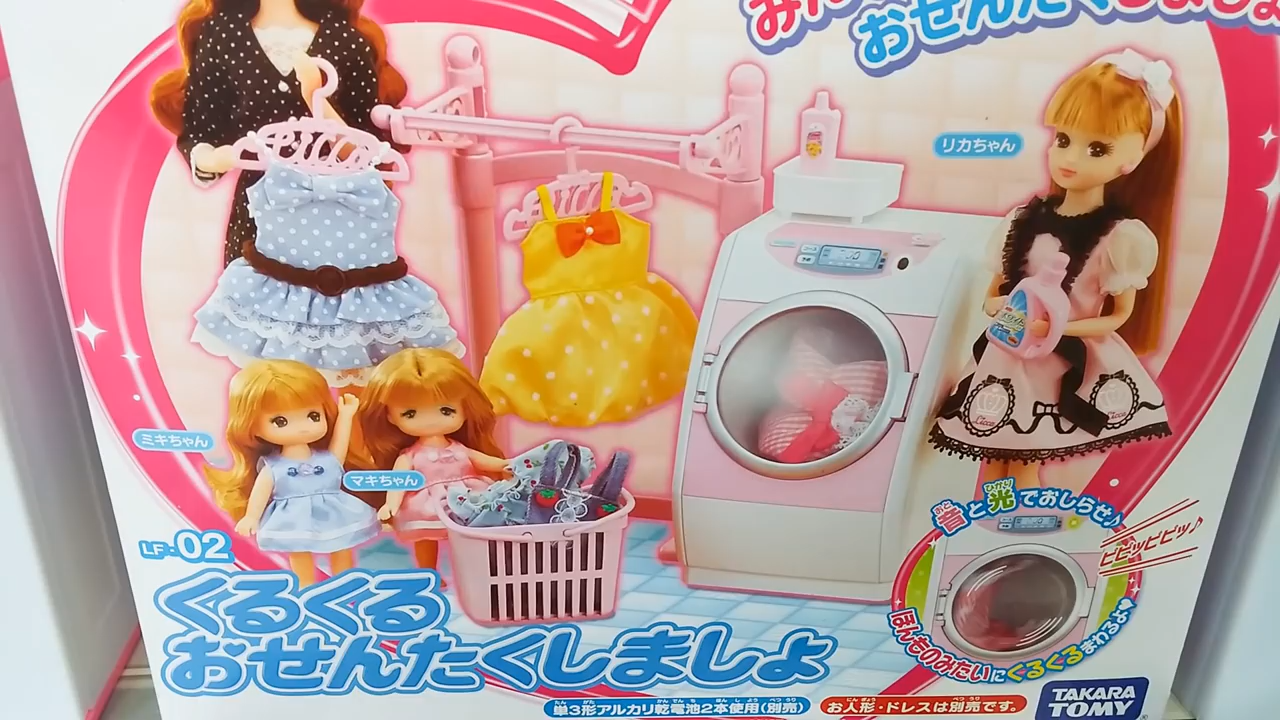 おせんたくしましょ
リカちゃん
ミキちゃん
マキちゃん
音と光でおしらせ♪
ピピッピピッ♪
ほんものみたいにくるくるまわるよ
LF-02
くるくる
おせんたくしましょ
単3形アルカリ乾電池2本使用(別売)
お人形・ドレスは別売です。
TAKARA
TOMY